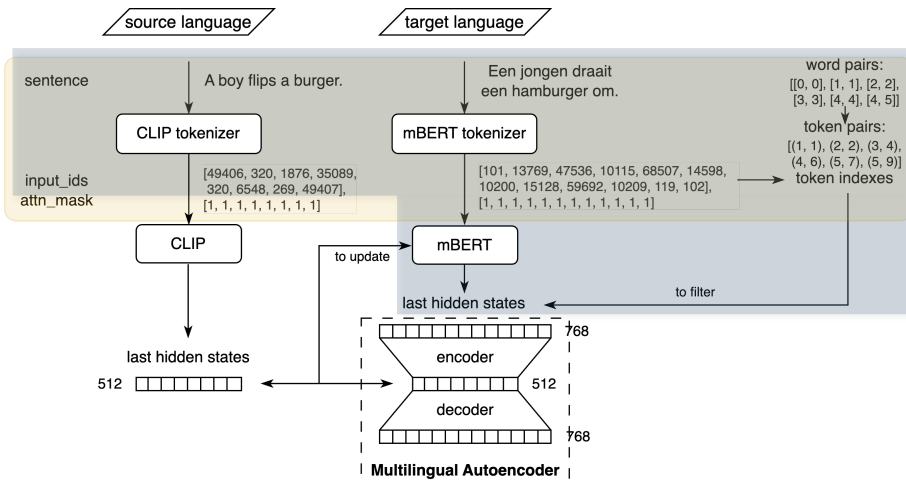 source language
target language
sentence
A boy flips a burger.
Een jongen draait
een hamburger om.
word pairs:
[[0, 0], [1, 1], [2, 2],
[3, 3], [4, 4], [4, 5]]
CLIP tokenizer
mBERT tokenizer
token pairs:
[(1, 1), (2, 2), (3, 4),
(4, 6), (5, 7), (5, 9)]
token indexes
input_ids
attn_mask
[49406, 320, 1876, 35089,
320, 6548, 269, 49407],
[1, 1, 1, 1, 1, 1, 1, 1]
[101, 13769, 47536, 10115, 68507, 14598,
10200, 15128, 59692, 10209, 119, 102],
[1, 1, 1, 1, 1, 1, 1, 1, 1, 1, 1, 1]
CLIP
to update
mBERT
to filter
last hidden states
768
encoder
last hidden states
512
512
decoder
768
Multilingual Autoencoder